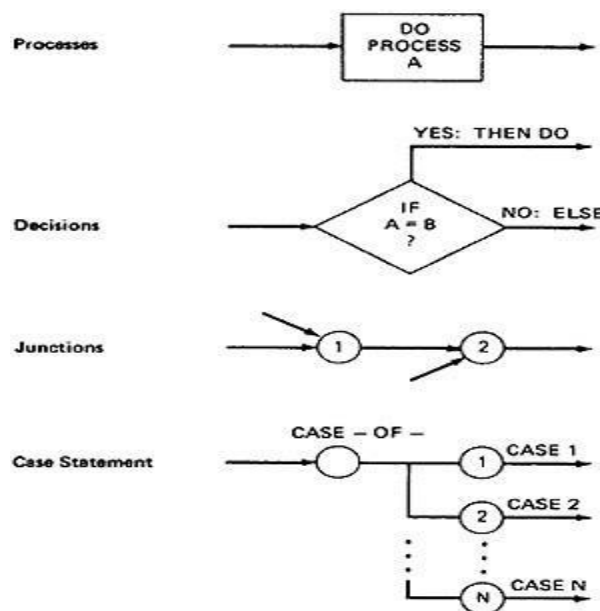 Processes
DO
PROCESS
A
YES: THEN DO
Decisions
IF
A = B
?
NO: ELSE
Junctions
1
2
CASE – OF –
Case Statement
1
CASE 1
2
CASE 2
N
CASE N